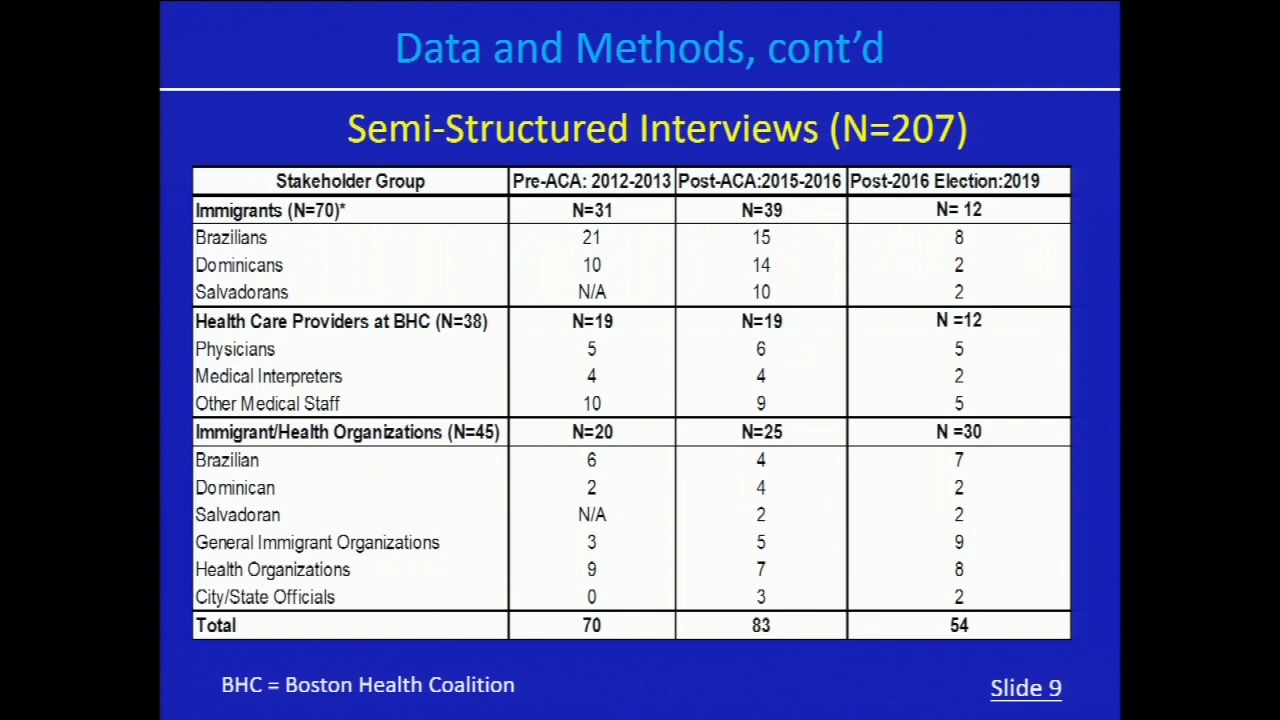 Data and Methods, cont’d
Semi-Structured Interviews (N=207)
Stakeholder Group Pre-ACA: 2012-2013 Post-ACA:2015-2016 Post-2016 Election:2019
Immigrants (N=70)* N=31 N=39 N= 12
Brazilians 21 15 8
Dominicans 10 14 2
Salvadorans N/A 10 2
Health Care Providers at BHC (N=38) N=19 N=19 N =12
Physicians 5 6 5
Medical Interpreters 4 4 2
Other Medical Staff 10 9 5
Immigrant/Health Organizations (N=45) N=20 N=25 N =30
Brazilian 6 4 7
Dominican 2 4 2
Salvadoran N/A 2 2
General Immigrant Organizations 3 5 9
Health Organizations 9 7 8
City/State Officials 0 3 2
Total 70 83 54
BHC = Boston Health Coalition
Slide 9